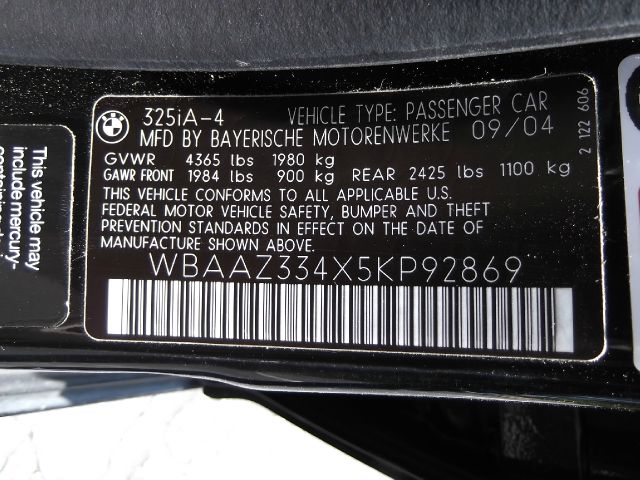 BMW
325iA-4 VEHICLE TYPE: PASSENGER CAR
MFD BY BAYERISCHE MOTORENWERKE 09/04
GVWR 4365 lbs 1980 kg
GAWR FRONT 1984 lbs 900 kg REAR 2425 lbs 1100 kg
THIS VEHICLE CONFORMS TO ALL APPLICABLE U.S.
FEDERAL MOTOR VEHICLE SAFETY, BUMPER AND THEFT
PREVENTION STANDARDS IN EFFECT ON THE DATE OF
MANUFACTURE SHOWN ABOVE.
WBAAZ334X5KP92869
2 122 606
This vehicle may
include mercury-